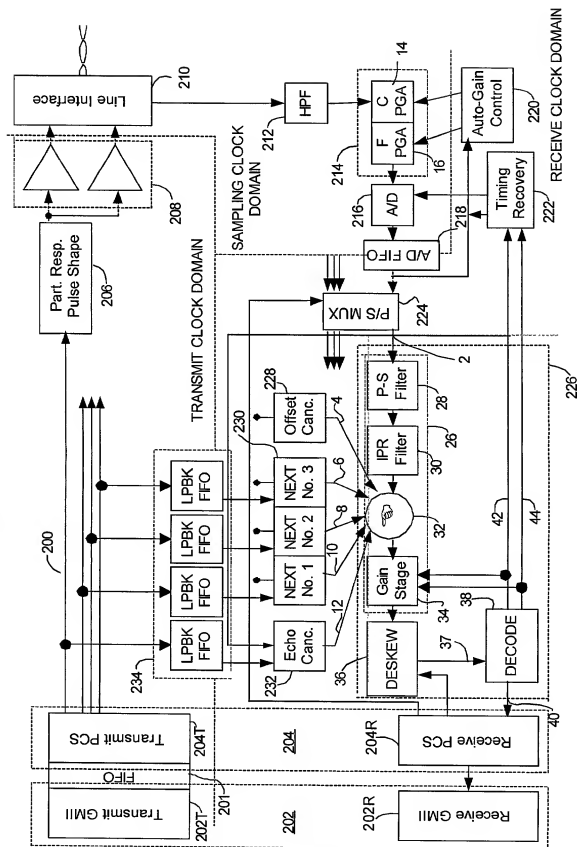 Transmit GMII
202T
201
FIFO
Transmit PCS
204T
200
Part. Resp.
Pulse Shape
206
208
Line Interface
210
TRANSMIT CLOCK DOMAIN
SAMPLING CLOCK
DOMAIN
RECEIVE CLOCK DOMAIN
234
LPBK
FIFO
LPBK
FIFO
LPBK
FIFO
LPBK
FIFO
HPF
212
230
228
232
Echo
Canc.
NEXT
No. 1
NEXT
No. 2
NEXT
No. 3
Offset
Canc.
12
10
8
6
4
P/S MUX
224
A/D FIFO
218
A/D
216
F
PGA
C
PGA
14
16
214
Auto-Gain
Control
220
Timing
Recovery
222
2
P-S
Filter
28
IPR
Filter
30
26
32
Gain
Stage
34
DESKEW
36
37
DECODE
38
40
42
44
226
202
204
Receive GMII
202R
Receive PCS
204R